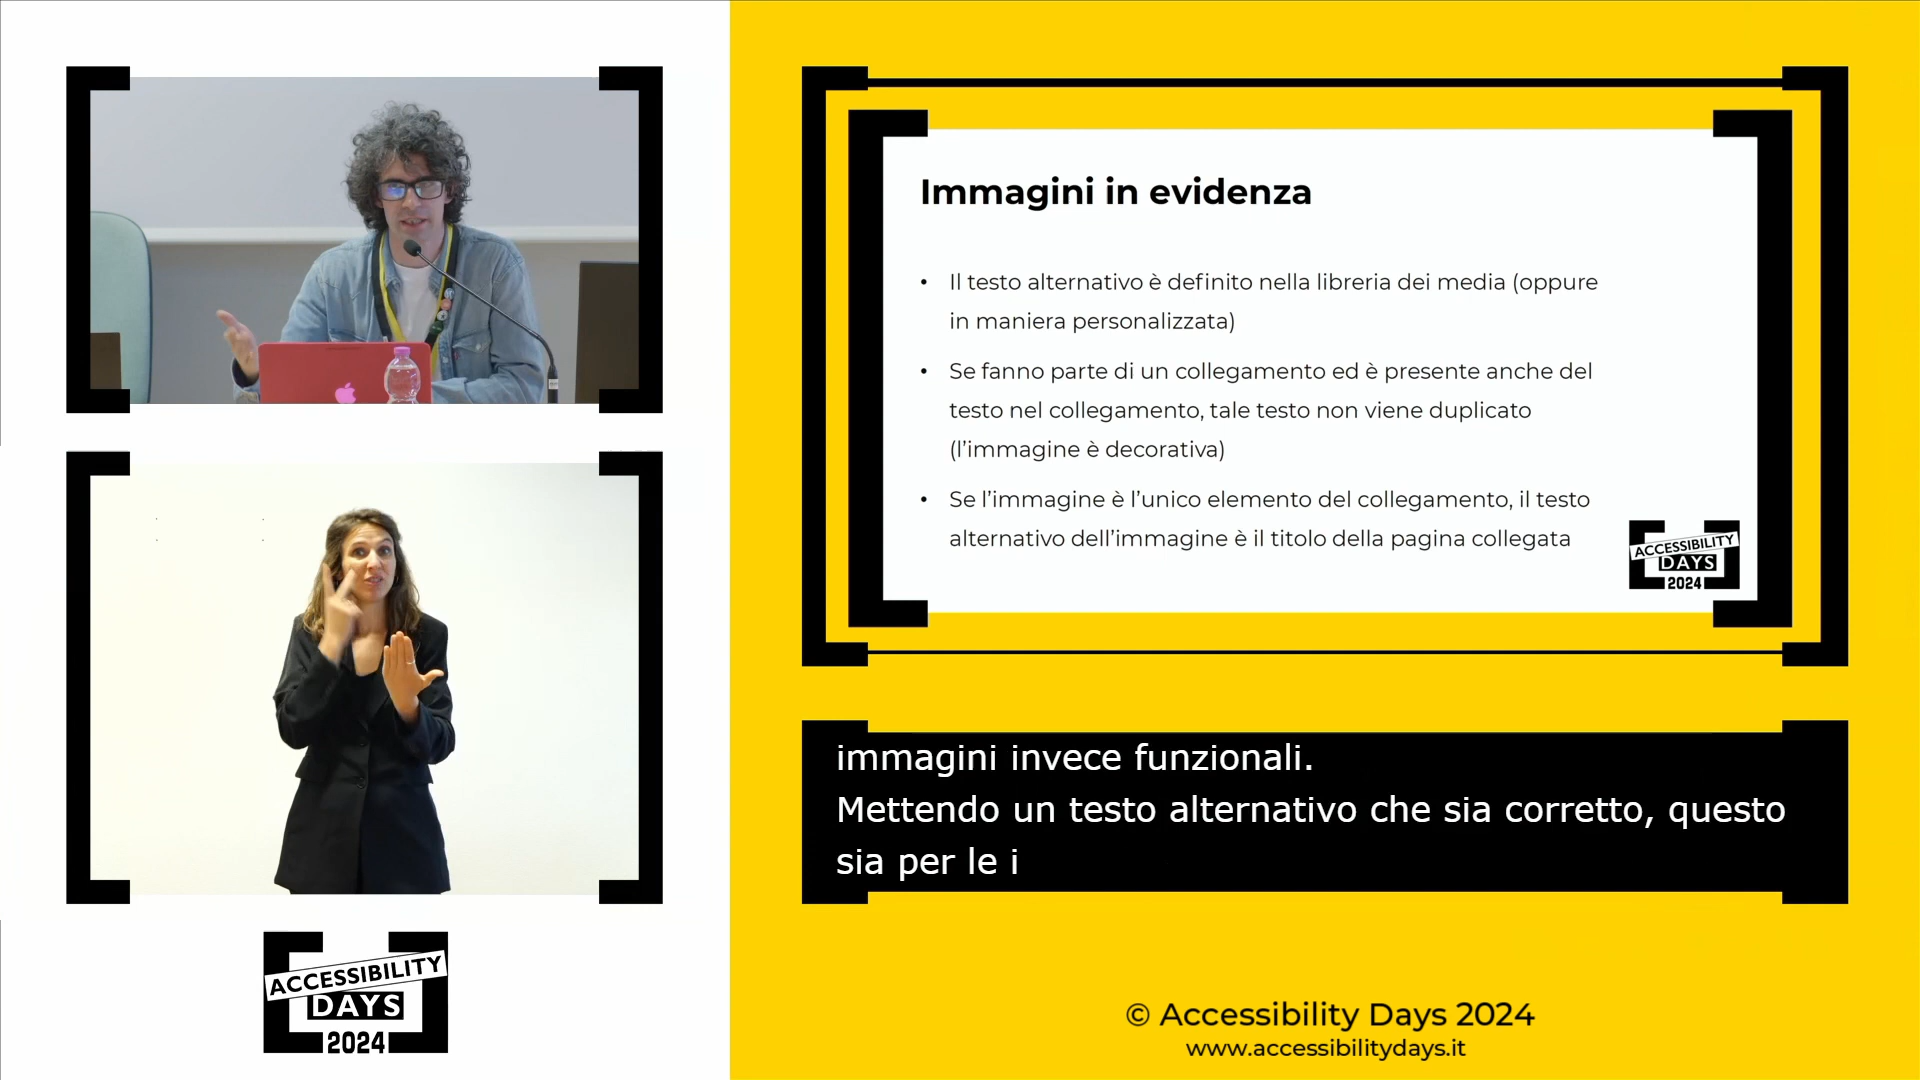 Immagini in evidenza
• Il testo alternativo è definito nella libreria dei media (oppure
in maniera personalizzata)
• Se fanno parte di un collegamento ed è presente anche del
testo nel collegamento, tale testo non viene duplicato
(l’immagine è decorativa)
• Se l’immagine è l’unico elemento del collegamento, il testo
alternativo dell’immagine è il titolo della pagina collegata
ACCESSIBILITY
DAYS
2024
immagini invece funzionali.
Mettendo un testo alternativo che sia corretto, questo
sia per le i
ACCESSIBILITY
DAYS
2024
© Accessibility Days 2024
www.accessibilitydays.it